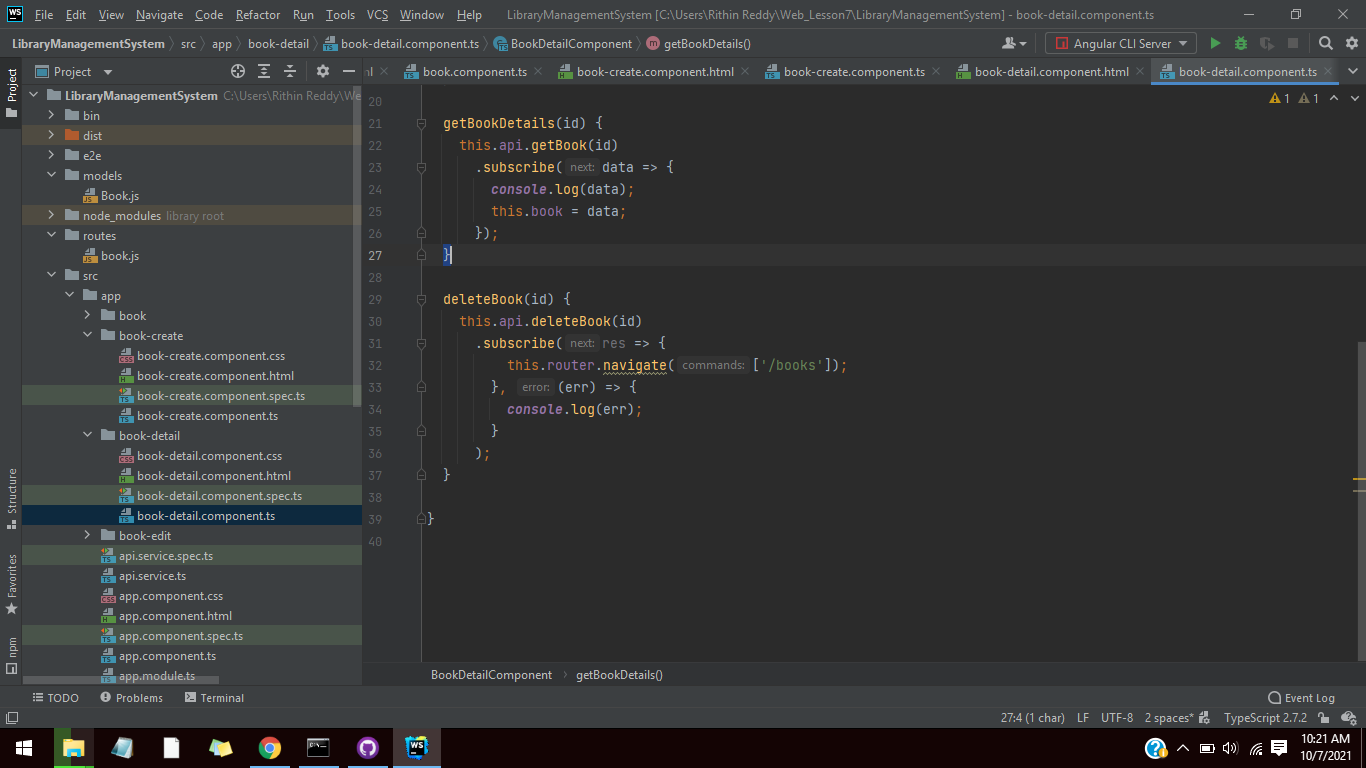 WS File Edit View Navigate Code Refactor Run Tools VCS Window Help LibraryManagementSystem [C:\Users\Rithin Reddy\Web_Lesson7\LibraryManagementSystem] - book-detail.component.ts
LibraryManagementSystem src app book-detail book-detail.component.ts BookDetailComponent m getBookDetails() Angular CLI Server
Project
Project
ml book.component.ts book-create.component.html book-create.component.ts book-detail.component.html book-detail.component.ts
LibraryManagementSystem C:\Users\Rithin Reddy\We
bin
dist
e2e
models
Book.js
node_modules library root
routes
book.js
src
app
book
book-create
book-create.component.css
book-create.component.html
book-create.component.spec.ts
book-create.component.ts
book-detail
book-detail.component.css
book-detail.component.html
book-detail.component.spec.ts
book-detail.component.ts
book-edit
api.service.spec.ts
api.service.ts
app.component.css
app.component.html
app.component.spec.ts
app.component.ts
app.module.ts
Structure
Favorites
npm
1 1
20
21 getBookDetails(id) {
22 this.api.getBook(id)
23 .subscribe( next: data => {
24 console.log(data);
25 this.book = data;
26 });
27 }
28
29 deleteBook(id) {
30 this.api.deleteBook(id)
31 .subscribe( next: res => {
32 this.router.navigate( commands: ['/books']);
33 }, error: (err) => {
34 console.log(err);
35 }
36 );
37 }
38
39 }
40
BookDetailComponent getBookDetails()
TODO Problems Terminal Event Log
27:4 (1 char) LF UTF-8 2 spaces* TypeScript 2.7.2
WS
10:21 AM
10/7/2021